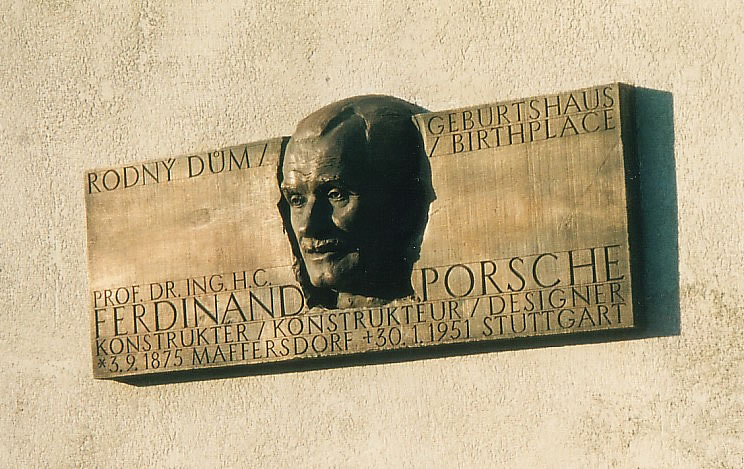 RODNÝ DŮM / GEBURTSHAUS
/ BIRTHPLACE
PROF. DR. ING. H.C.
FERDINAND PORSCHE
KONSTRUKTÉR / KONSTRUKTEUR / DESIGNER
*3.9.1875 MAFFERSDORF +30.1.1951 STUTTGART